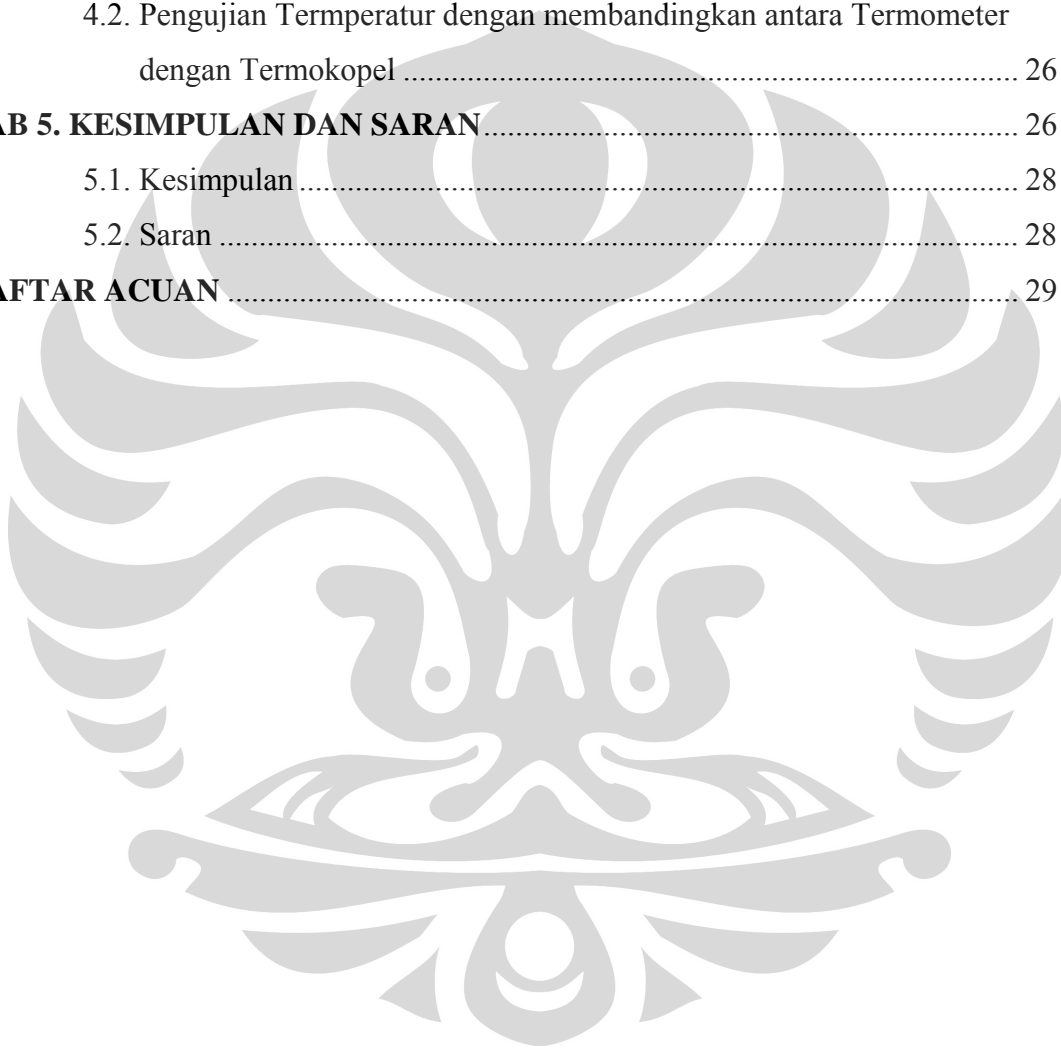 4.2. Pengujian Termperatur dengan membandingkan antara Termometer
dengan Termokopel ................................................................................ 26
AB 5. KESIMPULAN DAN SARAN..................................................................... 26
5.1. Kesimpulan ............................................................................................. 28
5.2. Saran ....................................................................................................... 28
AFTAR ACUAN ..................................................................................................... 29